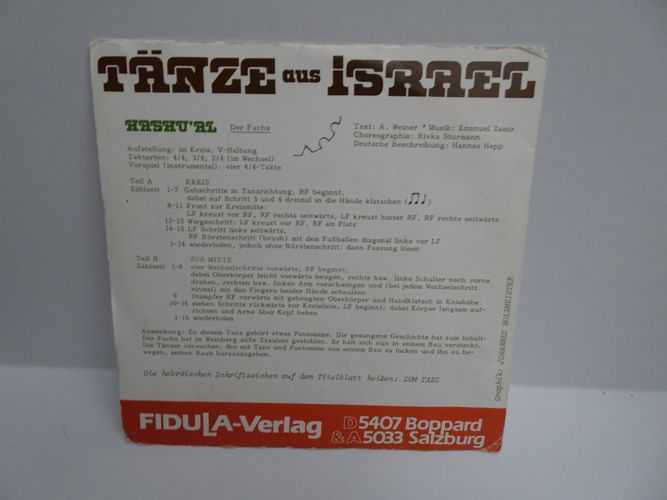 TÄNZE aus iSRAEL
HASHU'AL Der Fuchs
Text: A. Weiner * Musik: Emanuel Zamir
Choreographie: Rivka Sturmann
Deutsche Beschreibung: Hannes Hepp
Aufstellung: im Kreis, V-Haltung
Taktarten: 4/4, 3/4, 2/4 (im Wechsel)
Vorspiel (instrumental): vier 4/4-Takte
Teil A KREIS
Zählzeit 1-7 Gehschritte in Tanzrichtung, RF beginnt,
dabei auf Schritt 3 und 4 dreimal in die Hände klatschen (♫♩)
8-11 Front zur Kreismitte:
LF kreuzt vor RF, RF rechts seitwärts, LF kreuzt hinter RF, RF rechts seitwärts
12-13 Wiegeschritt: LF kreuzt vor RF, RF am Platz
14-15 LF Schritt links seitwärts,
RF Bürstenschritt (brush) mit dem Fußballen diagonal links vor LF
1-14 wiederholen, jedoch ohne Bürstenschritt; dann Fassung lösen
Teil B ZUR MITTE
Zählzeit 1-8 vier Wechselschritte vorwärts, RF beginnt;
dabei Oberkörper leicht vorwärts beugen, rechte bzw. linke Schulter nach vorne
drehen, rechten bzw. linken Arm vorschwingen und (bei jedem Wechselschritt
einmal) mit den Fingern beider Hände schnalzen
9 Stampfer RF vorwärts mit gebeugtem Oberkörper und Handklatsch in Kniehöhe
10-16 sieben Schritte rückwärts zur Kreislinie, LF beginnt, dabei Körper langsam auf-
richten und Arme über Kopf heben
1-16 wiederholen
Anmerkung: Zu diesem Tanz gehört etwas Pantomime. Die gesungene Geschichte hat zum Inhalt:
Der Fuchs hat im Weinberg süße Trauben gestohlen. Er hält sich nun in seinem Bau versteckt.
Die Tänzer versuchen, ihn mit Tanz und Pantomime aus seinem Bau zu locken und ihn zu be-
wegen, seinen Raub herauszugeben.
Die hebräischen Schriftzeichen auf dem Titelblatt heißen: ZUM TANZ
Graphik: JOHANNES HOLZMEISTER
FIDULA-Verlag
D 5407 Boppard
& A 5033 Salzburg